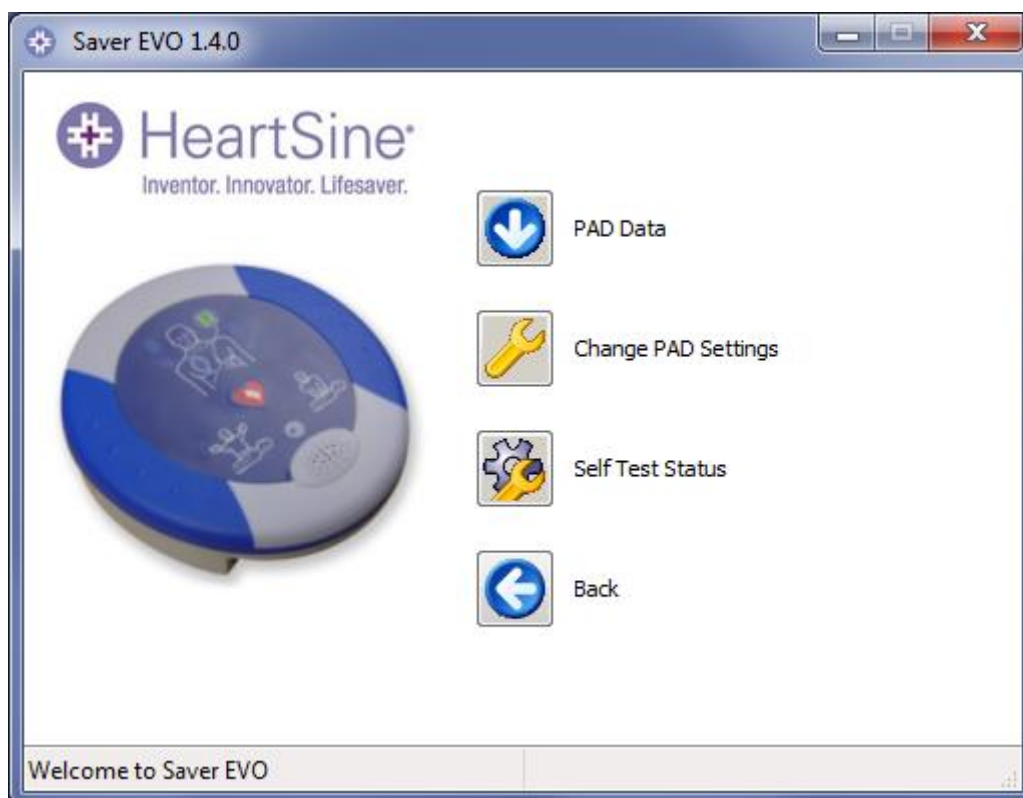 Saver EVO 1.4.0
HeartSine
Inventor. Innovator. Lifesaver.
PAD Data
Change PAD Settings
Self Test Status
Back
Welcome to Saver EVO